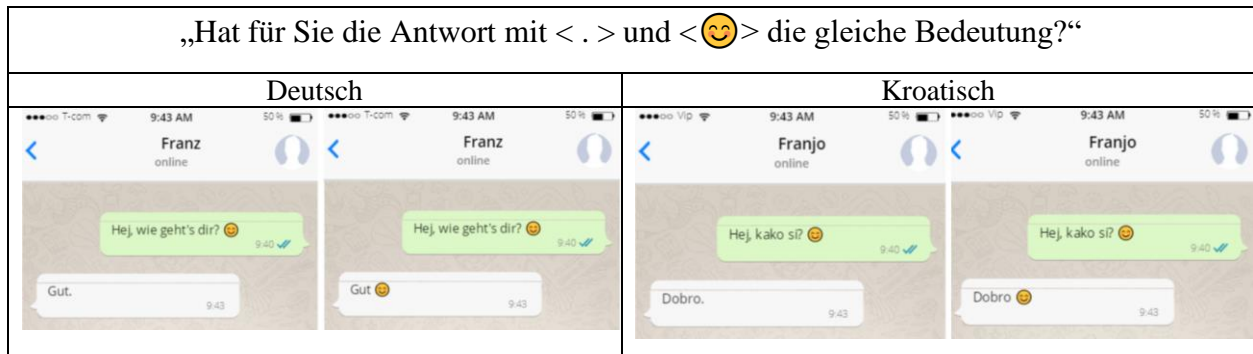 „Hat für Sie die Antwort mit < . > und <😊> die gleiche Bedeutung?“
Deutsch
Kroatisch
●●●○○ T-com 9:43 AM 50 %
Franz
online
Hej, wie geht's dir? 😊
9:40
Gut.
9:43
●●●○○ T-com 9:43 AM 50 %
Franz
online
Hej, wie geht's dir? 😊
9:40
Gut 😊
9:43
●●●○○ Vip 9:43 AM 50 %
Franjo
online
Hej, kako si? 😊
9:40
Dobro.
9:43
●●●○○ Vip 9:43 AM 50 %
Franjo
online
Hej, kako si? 😊
9:40
Dobro 😊
9:43